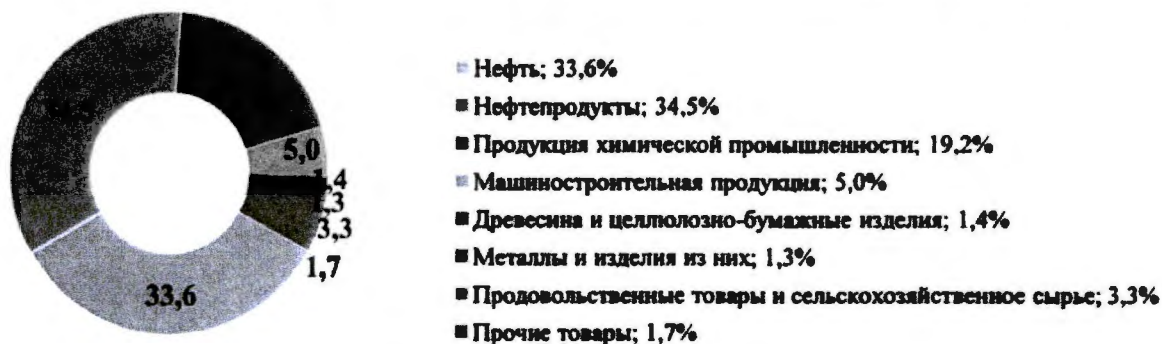 5,0
1,4
1,3
3,3
1,7
33,6
Нефть; 33,6%
Нефтепродукты; 34,5%
Продукция химической промышленности; 19,2%
Машиностроительная продукция; 5,0%
Древесина и целлюлозно-бумажные изделия; 1,4%
Металлы и изделия из них; 1,3%
Продовольственные товары и сельскохозяйственное сырье; 3,3%
Прочие товары; 1,7%